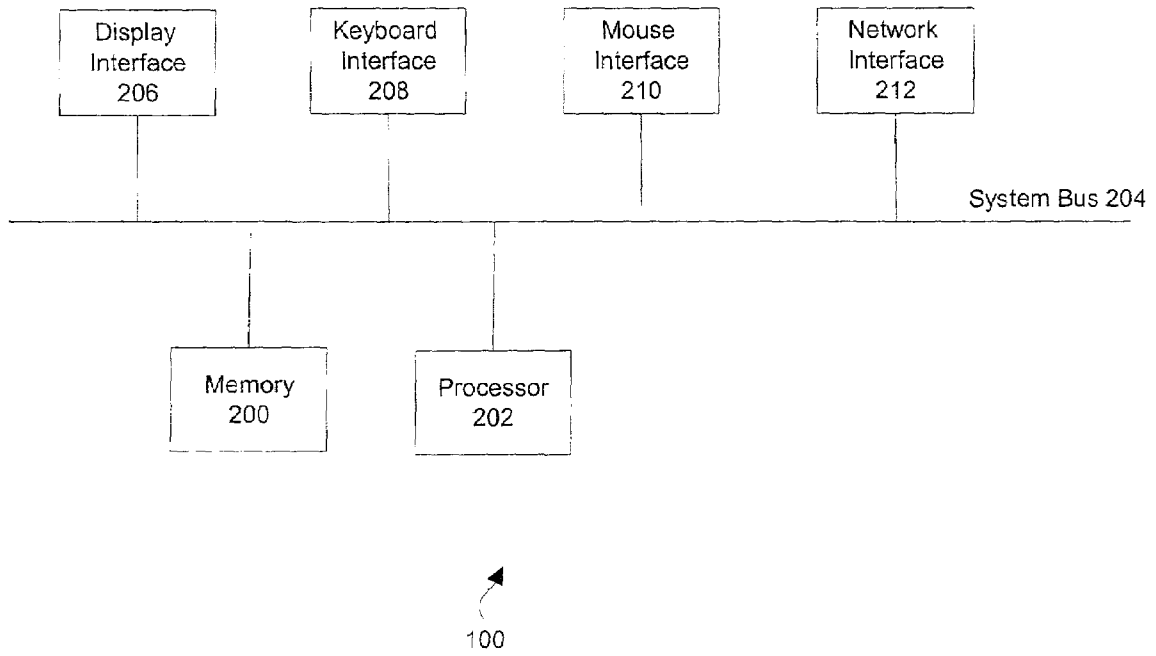 Display
Interface
206
Keyboard
Interface
208
Mouse
Interface
210
Network
Interface
212
System Bus 204
Memory
200
Processor
202
100